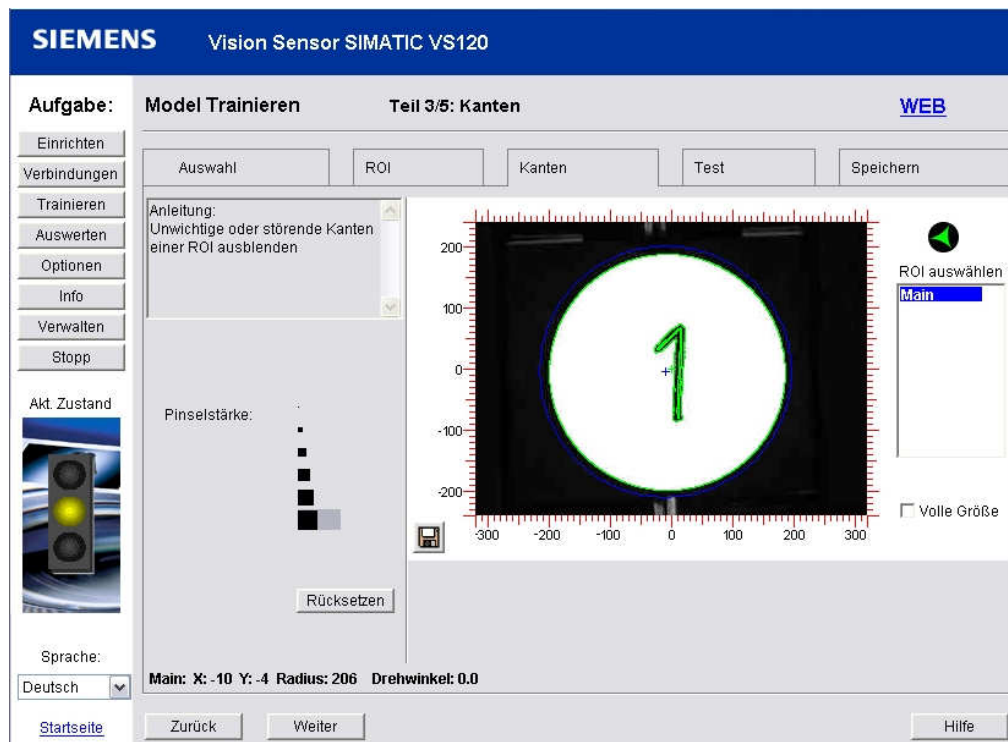 SIEMENS Vision Sensor SIMATIC VS120
Aufgabe:
Einrichten
Verbindungen
Trainieren
Auswerten
Optionen
Info
Verwalten
Stopp
Akt. Zustand
Sprache:
Deutsch
Startseite
Model Trainieren Teil 3/5: Kanten WEB
Auswahl ROI Kanten Test Speichern
Anleitung:
Unwichtige oder störende Kanten
einer ROI ausblenden
Pinselstärke:
Rücksetzen
200
100
0
-100
-200
-300 -200 -100 0 100 200 300
1
ROI auswählen
Main
Volle Größe
Main: X: -10 Y: -4 Radius: 206 Drehwinkel: 0.0
Zurück Weiter Hilfe